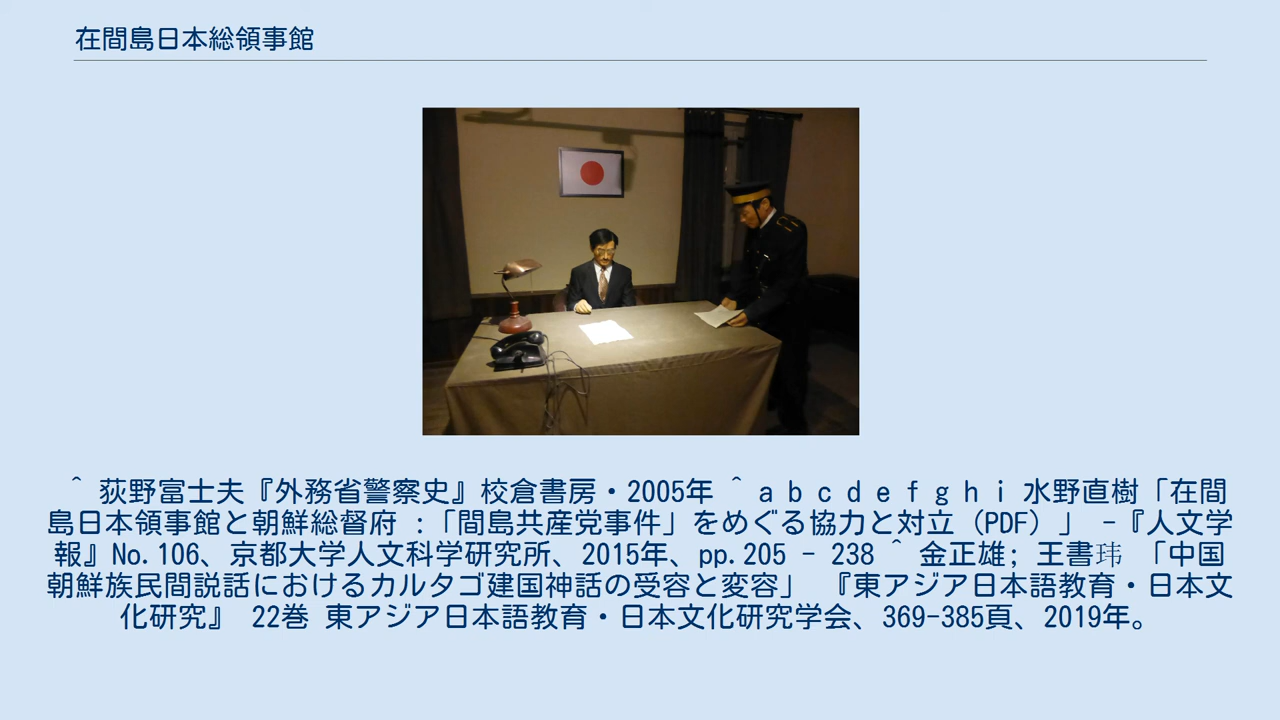 在間島日本総領事館
^ 荻野富士夫『外務省警察史』校倉書房・2005年 ^ a b c d e f g h i 水野直樹「在間
島日本領事館と朝鮮総督府 :「間島共産党事件」をめぐる協力と対立（PDF）」 -『人文学
報』No.106、京都大学人文科学研究所、2015年、pp.205 - 238 ^ 金正雄; 王書玮 「中国
朝鮮族民間説話におけるカルタゴ建国神話の受容と変容」 『東アジア日本語教育・日本文
化研究』 22巻 東アジア日本語教育・日本文化研究学会、369-385頁、2019年。